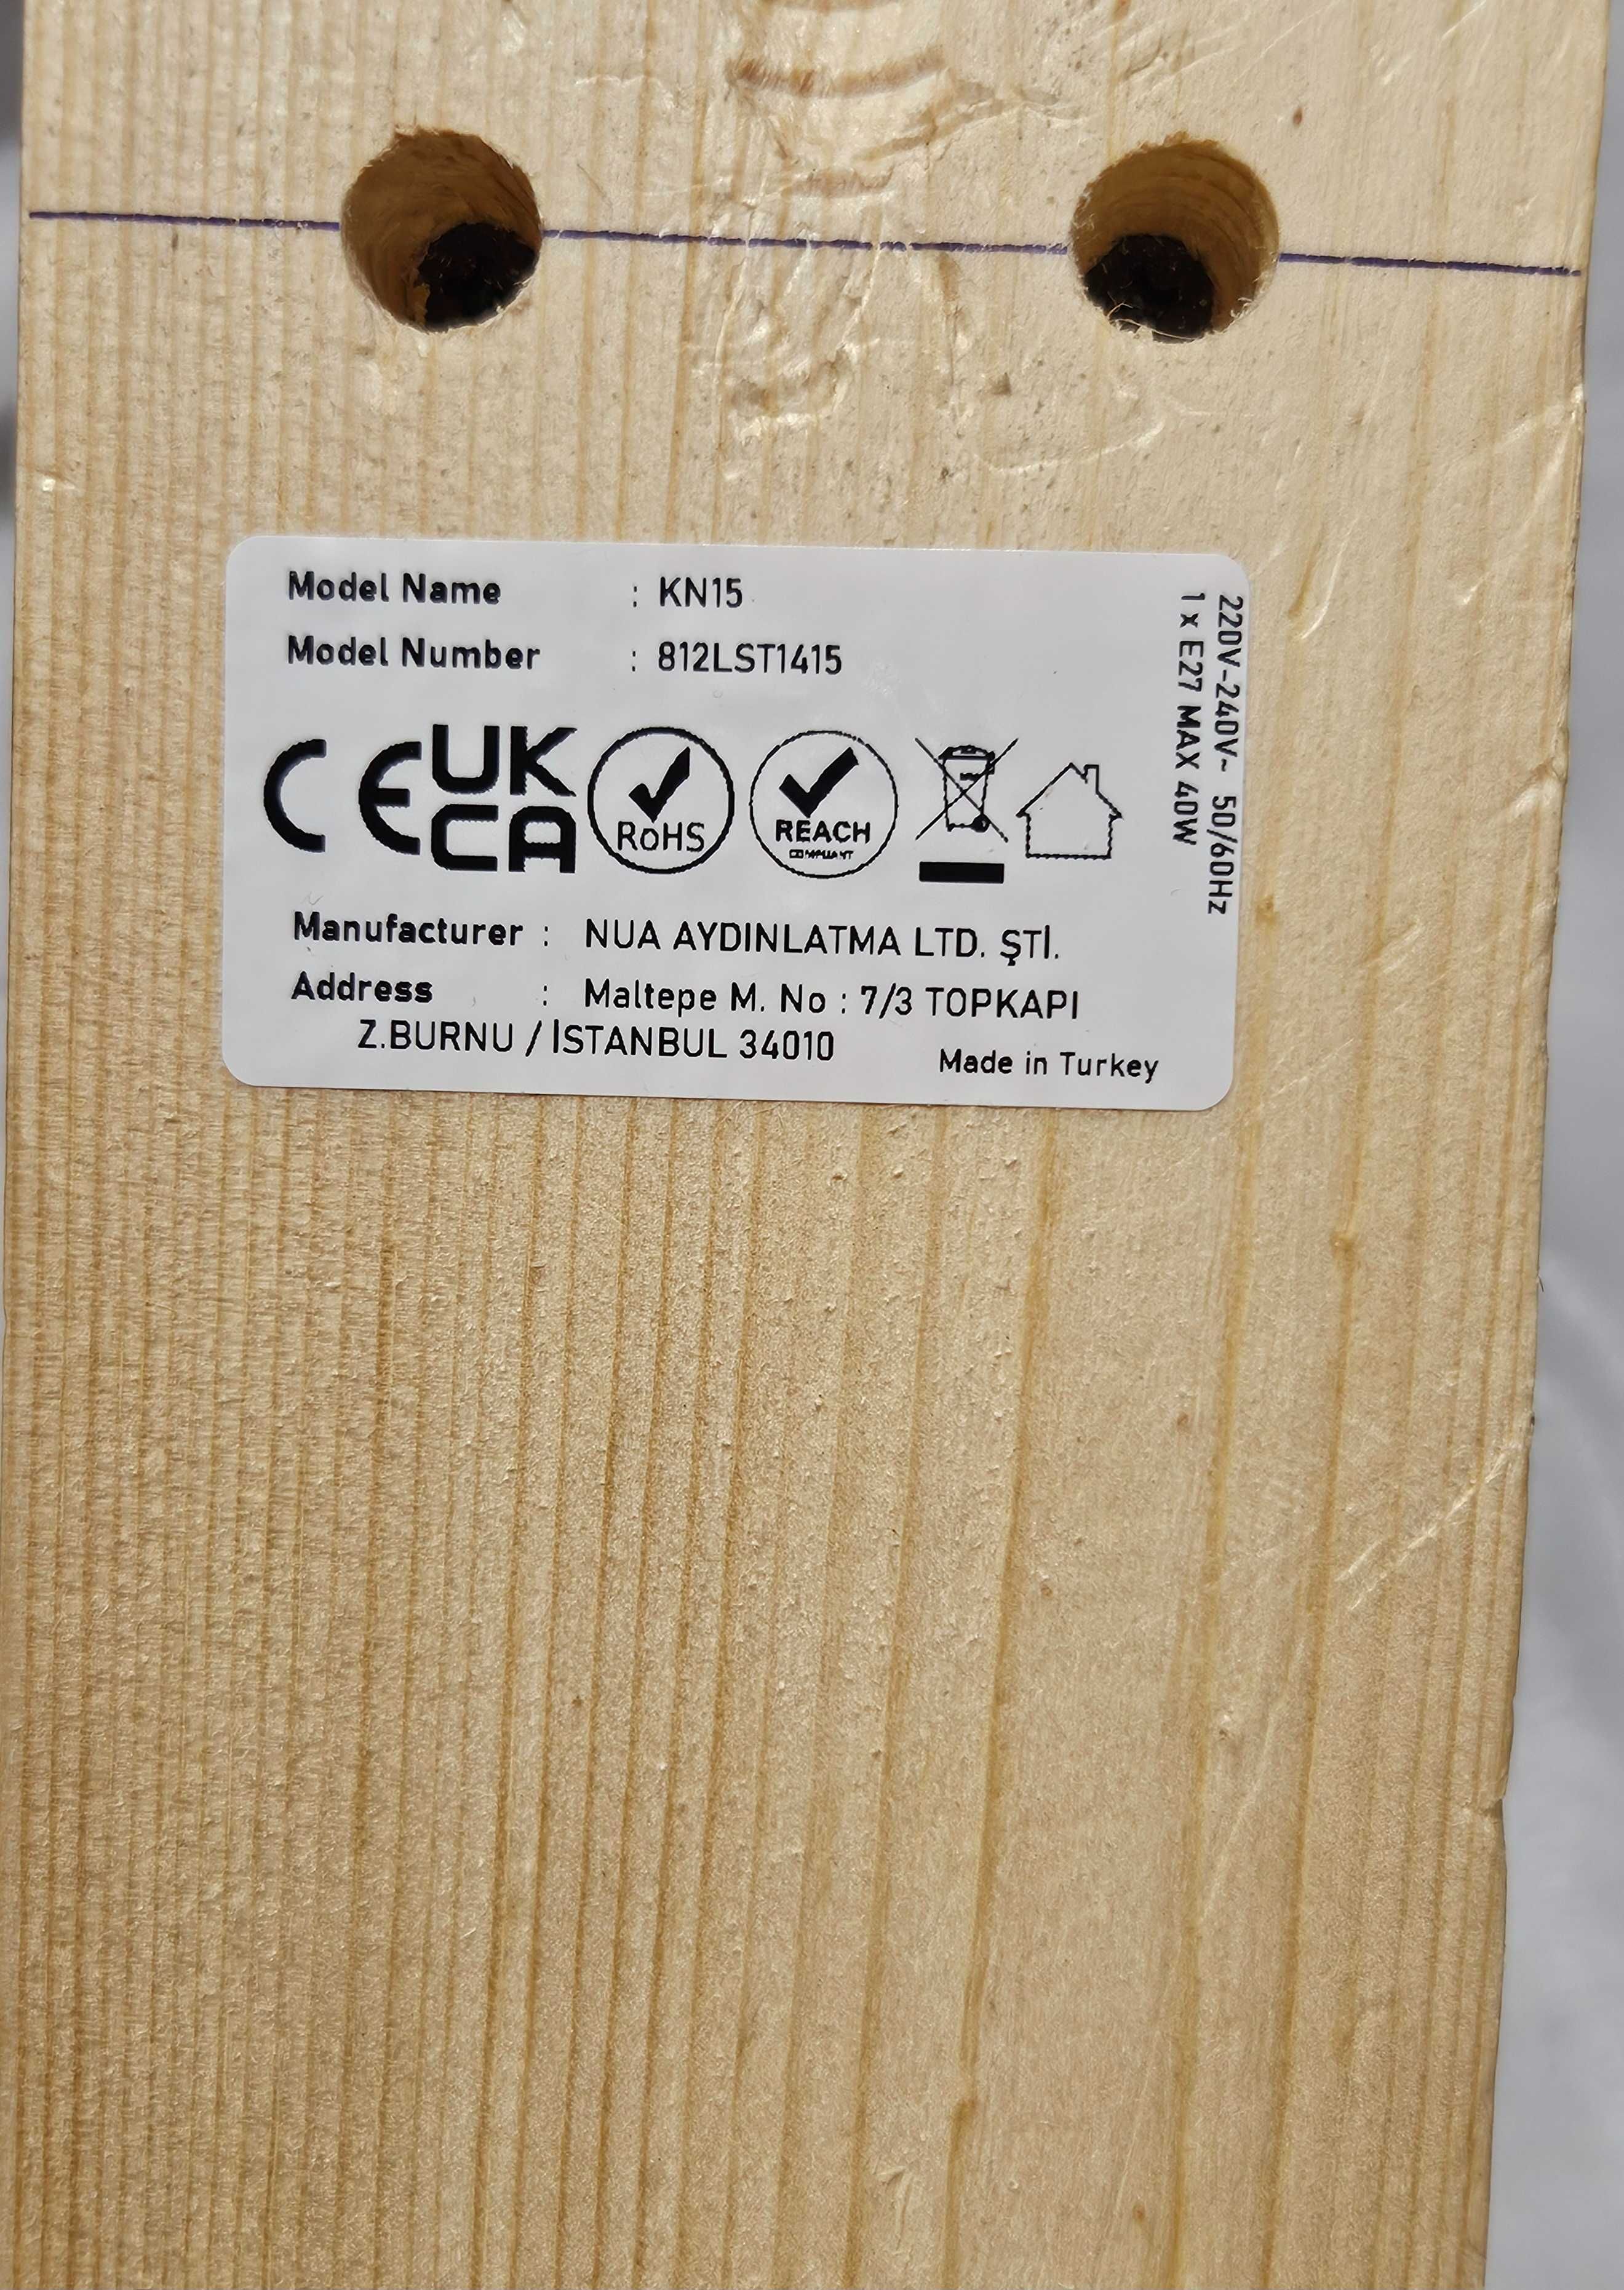 Model Name : KN15
Model Number : 812LST1415
CE UK
CA
RoHS
REACH
COMPLIANT
Manufacturer : NUA AYDINLATMA LTD. ŞTİ.
Address : Maltepe M. No : 7/3 TOPKAPI
Z.BURNU / İSTANBUL 34010
Made in Turkey
220V-240V~ 50/60Hz
1 x E27 MAX 40W